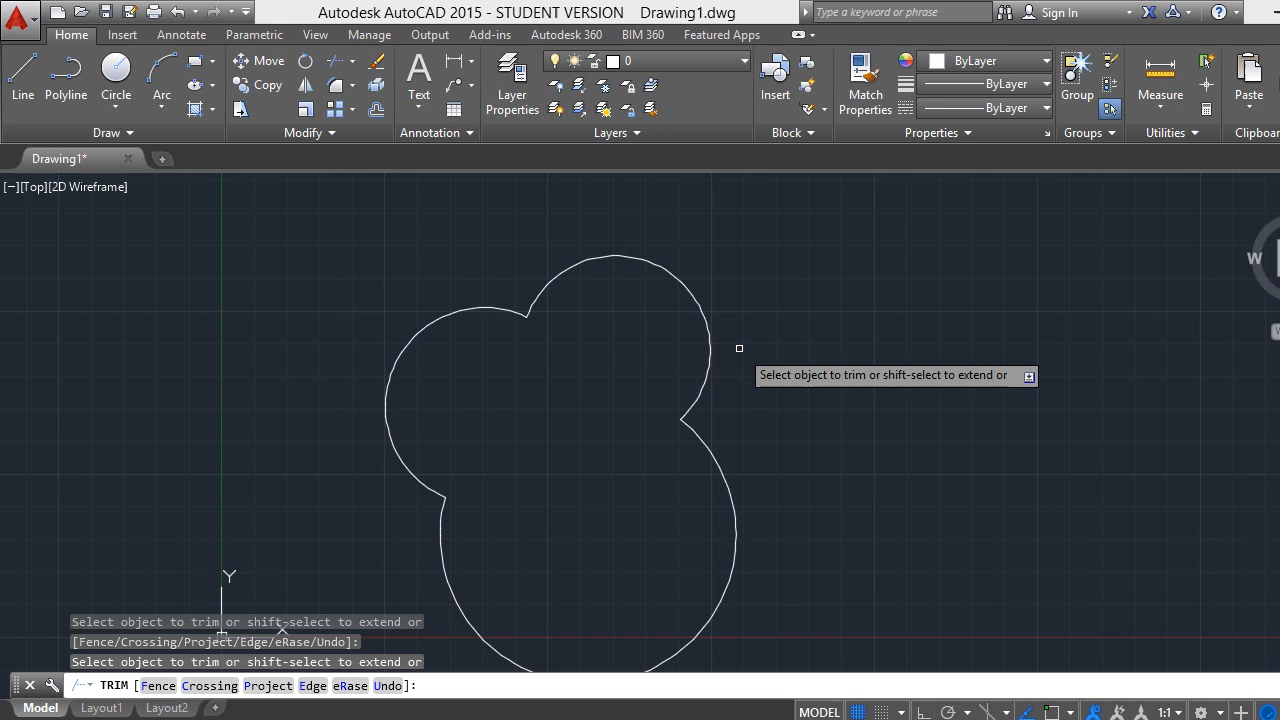 Autodesk AutoCAD 2015 - STUDENT VERSION Drawing1.dwg
Type a keyword or phrase
Sign In
Home Insert Annotate Parametric View Manage Output Add-ins Autodesk 360 BIM 360 Featured Apps
Line Polyline Circle Arc
Move
Copy
Text
Layer
Properties
0
Insert
Match
Properties
ByLayer
ByLayer
ByLayer
Group
Measure
Paste
Draw Modify Annotation Layers Block Properties Groups Utilities Clipboa
Drawing1*
[−][Top][2D Wireframe]
W
Select object to trim or shift-select to extend or
Y
Select object to trim or shift-select to extend or
[Fence/Crossing/Project/Edge/eRase/Undo]:
Select object to trim or shift-select to extend or
TRIM [Fence Crossing Project Edge eRase Undo]:
Model Layout1 Layout2
MODEL
1:1